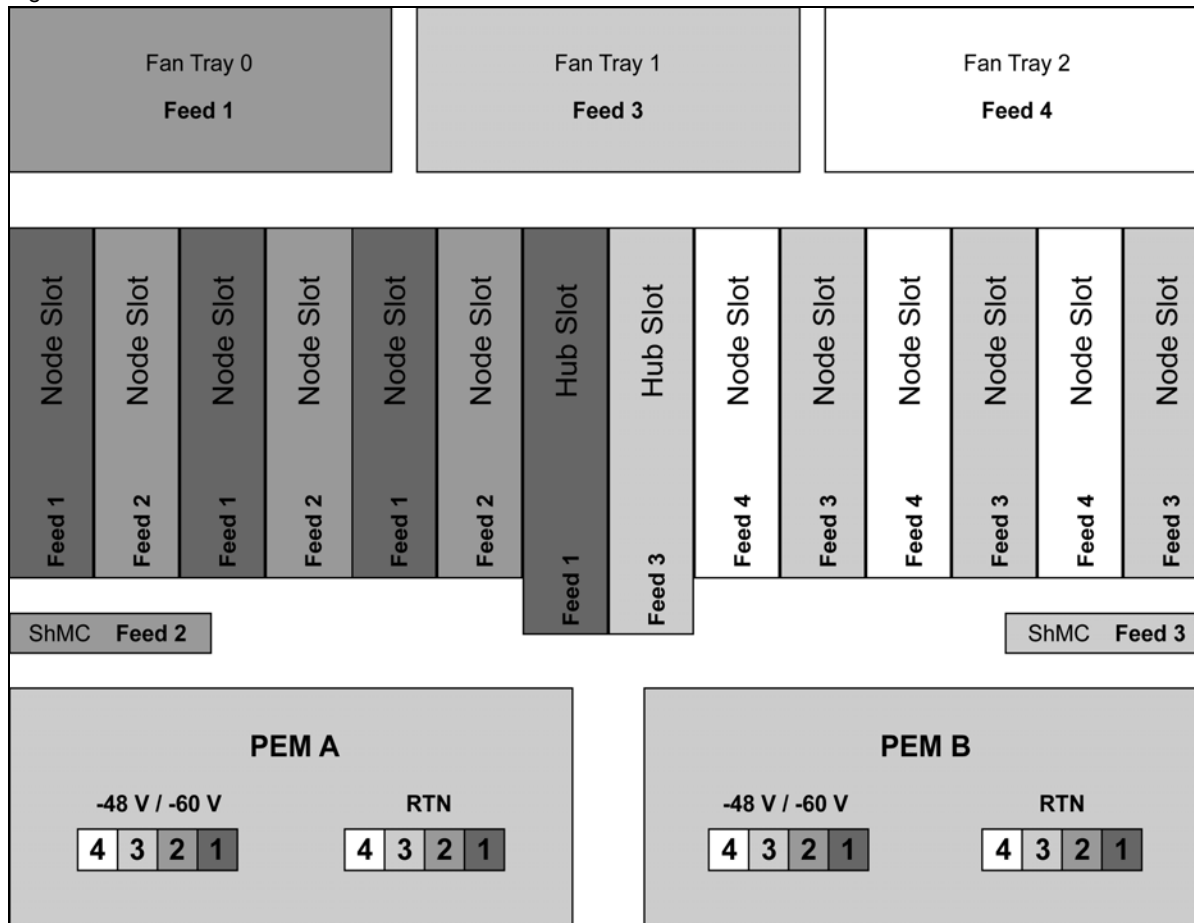 Fan Tray 0
Feed 1
Fan Tray 1
Feed 3
Fan Tray 2
Feed 4
Node Slot
Feed 1
Node Slot
Feed 2
Node Slot
Feed 1
Node Slot
Feed 2
Node Slot
Feed 1
Node Slot
Feed 2
Hub Slot
Feed 1
Hub Slot
Feed 3
Node Slot
Feed 4
Node Slot
Feed 3
Node Slot
Feed 4
Node Slot
Feed 3
Node Slot
Feed 4
Node Slot
Feed 3
ShMC Feed 2
ShMC Feed 3
PEM A
-48 V / -60 V
4 3 2 1
RTN
4 3 2 1
PEM B
-48 V / -60 V
4 3 2 1
RTN
4 3 2 1